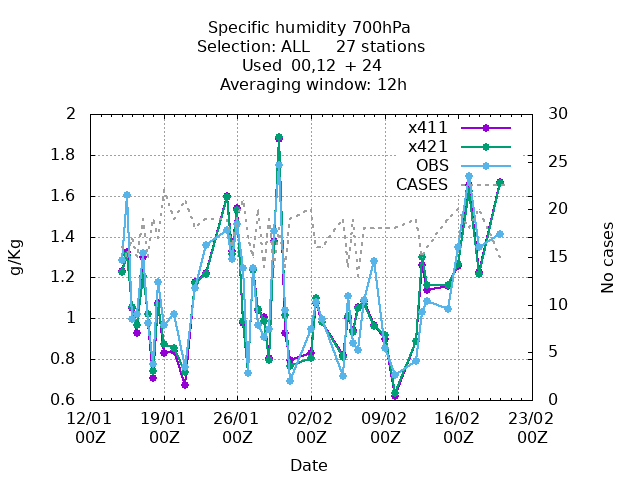 Specific humidity 700hPa
Selection: ALL 27 stations
Used 00,12 + 24
Averaging window: 12h
2
1.8
1.6
1.4
1.2
1
0.8
0.6
g/Kg
30
25
20
15
10
5
0
No cases
x411
x421
OBS
CASES
12/01 19/01 26/01 02/02 09/02 16/02 23/02
00Z 00Z 00Z 00Z 00Z 00Z 00Z
Date